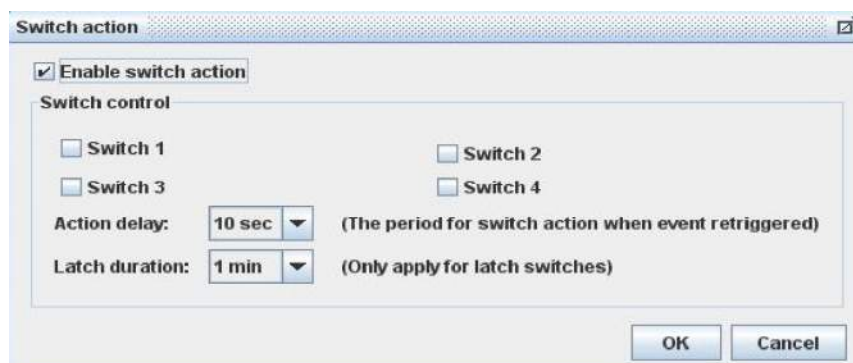 Switch action
Enable switch action
Switch control
Switch 1
Switch 2
Switch 3
Switch 4
Action delay: 10 sec (The period for switch action when event retriggered)
Latch duration: 1 min (Only apply for latch switches)
OK Cancel